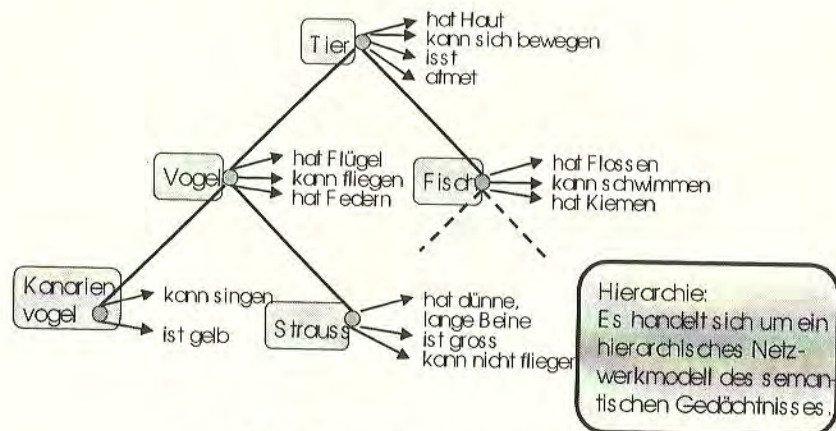 Tier
hat Haut
kann sich bewegen
isst
atmet
Vogel
hat Flügel
kann fliegen
hat Federn
Fisch
hat Flossen
kann schwimmen
hat Kiemen
Kanarien
vogel
kann singen
ist gelb
Strauss
hat dünne,
lange Beine
ist gross
kann nicht fliegen
Hierarchie:
Es handelt sich um ein
hierarchisches Netz-
werkmodell des seman-
tischen Gedächtnisses.